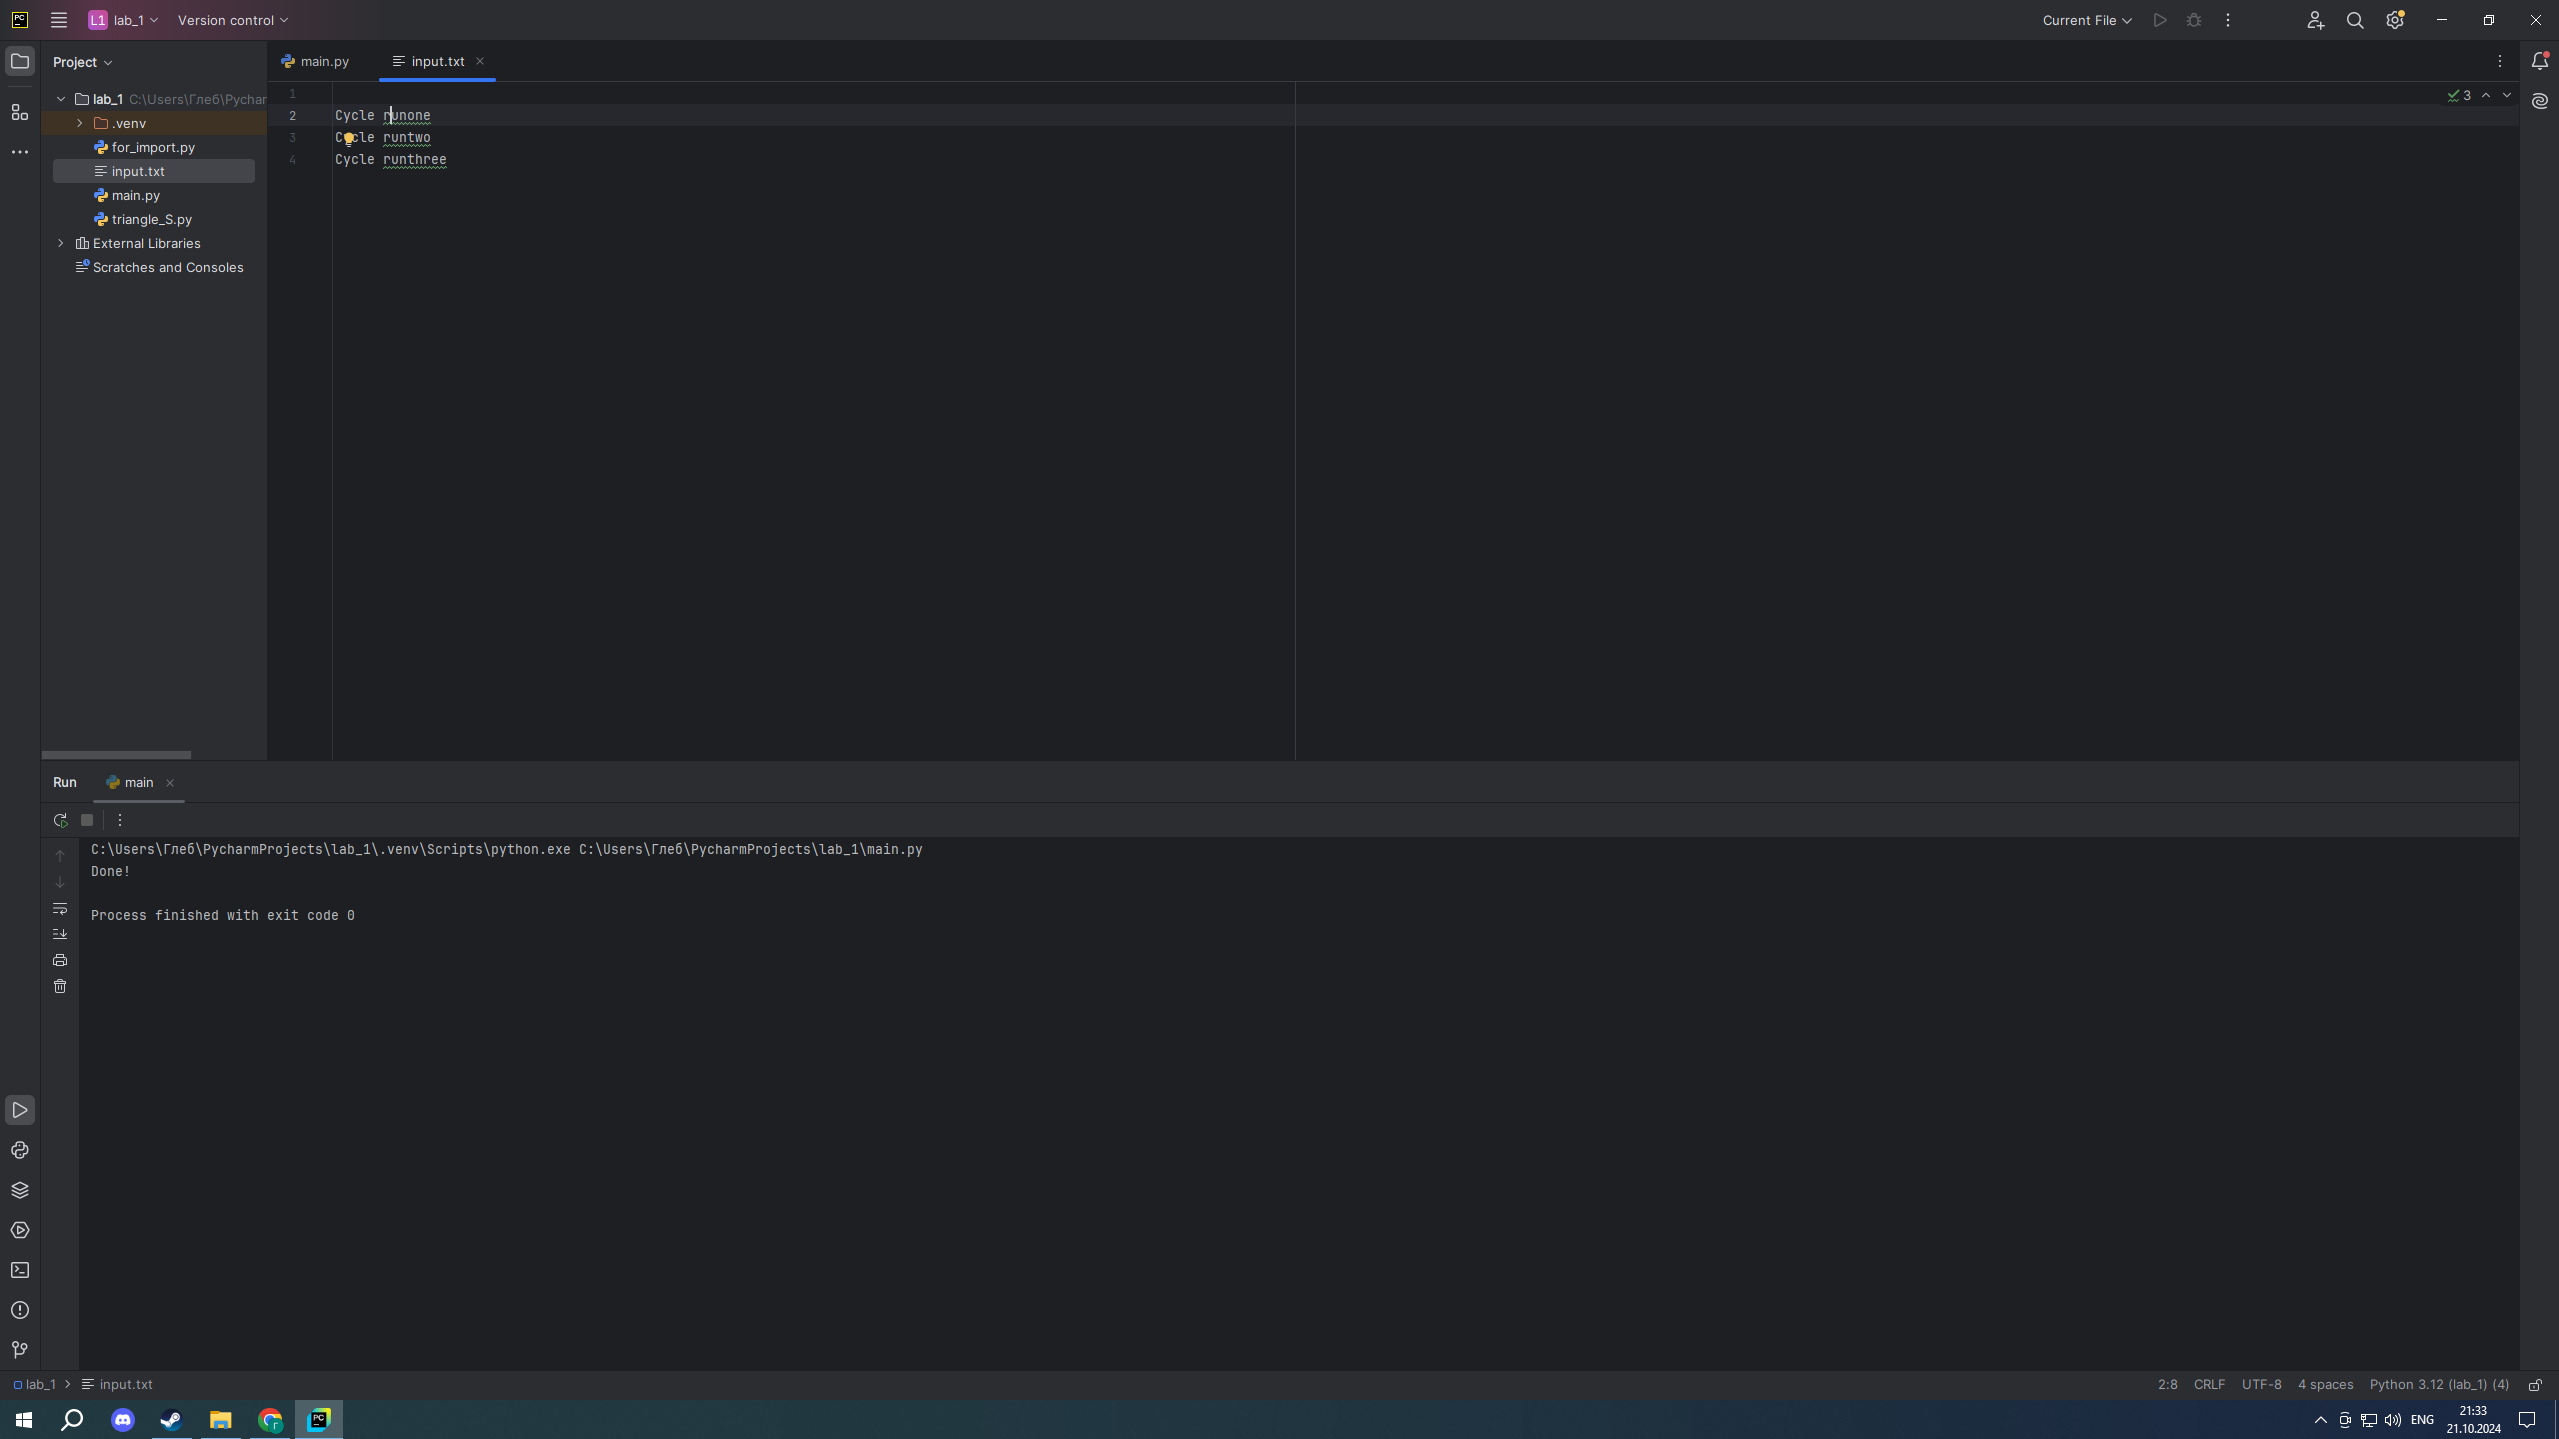 PC L1 lab_1 Version control Current File
Project
main.py input.txt
lab_1 C:\Users\Глеб\Pychar
.venv
for_import.py
input.txt
main.py
triangle_S.py
External Libraries
Scratches and Consoles
1
2 Cycle runone
3 Cycle runtwo
4 Cycle runthree
3
Run main
C:\Users\Глеб\PycharmProjects\lab_1\.venv\Scripts\python.exe C:\Users\Глеб\PycharmProjects\lab_1\main.py
Done!
Process finished with exit code 0
lab_1 input.txt 2:8 CRLF UTF-8 4 spaces Python 3.12 (lab_1) (4)
Г PC ENG 21:33
21.10.2024